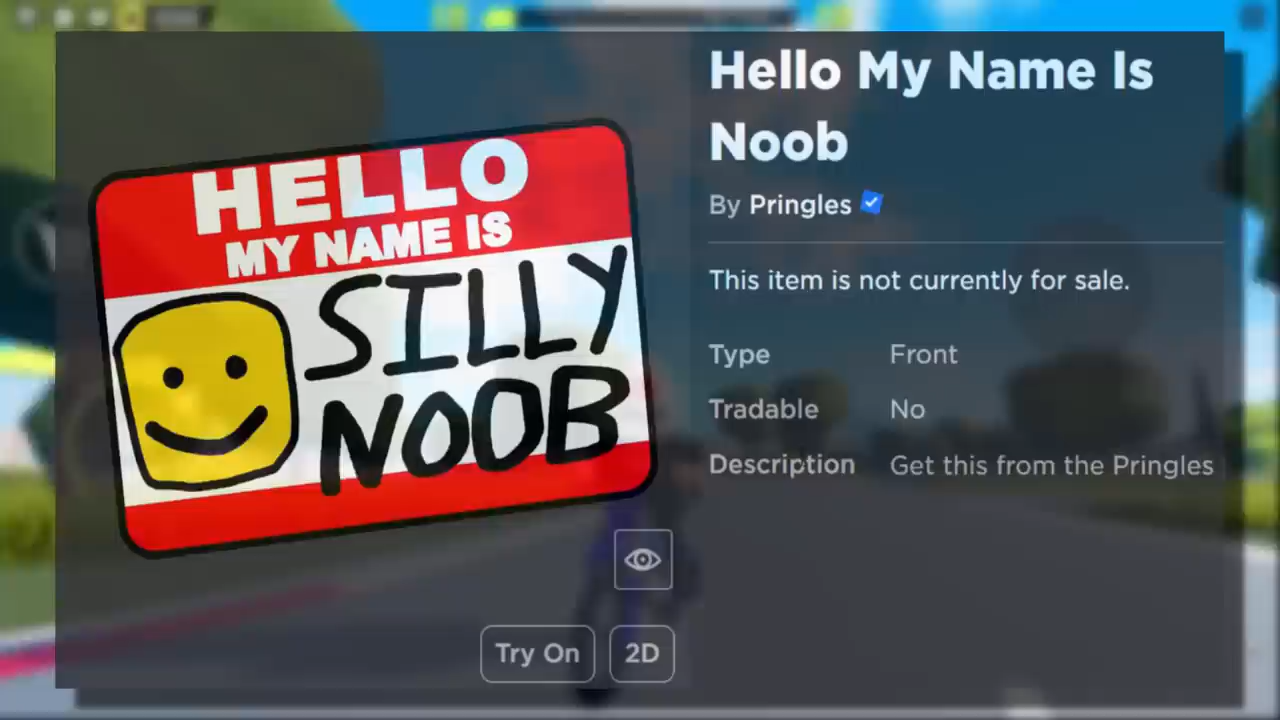 HELLO
MY NAME IS
SILLY
NOOB
Hello My Name Is
Noob
By Pringles
This item is not currently for sale.
Type Front
Tradable No
Description Get this from the Pringles
Try On
2D